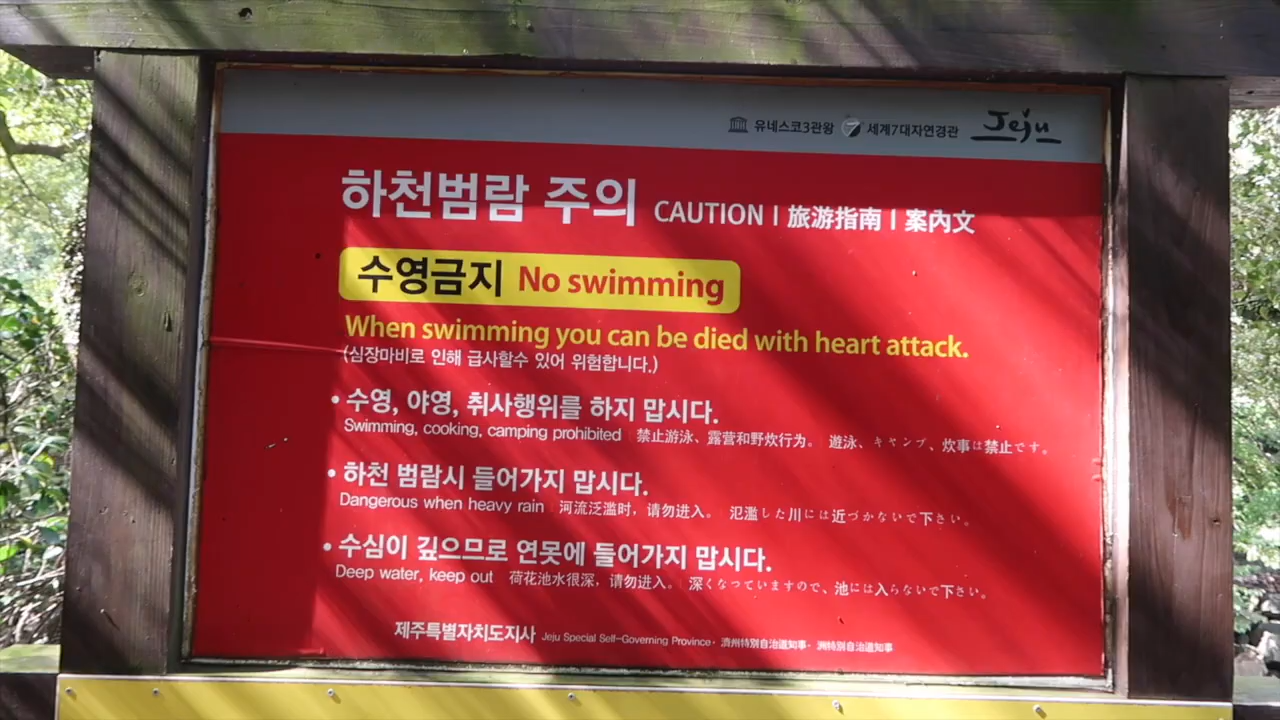 유네스코3관왕 세계7대자연경관 Jeju
하천범람 주의 CAUTION | 旅游指南 | 案內文
수영금지 No swimming
When swimming you can be died with heart attack.
(심장마비로 인해 급사할수 있어 위험합니다.)
• 수영, 야영, 취사행위를 하지 맙시다.
Swimming, cooking, camping prohibited 禁止游泳、露营和野炊行为。 遊泳、キャンプ、炊事は禁止です。
• 하천 범람시 들어가지 맙시다.
Dangerous when heavy rain 河流泛滥时，请勿进入。 氾濫した川には近づかないで下さい。
• 수심이 깊으므로 연못에 들어가지 맙시다.
Deep water, keep out 荷花池水很深，请勿进入。 深くなつていますので、池には入らないで下さい。
제주특별자치도지사 Jeju Special Self-Governing Province · 濟州特別自治道知事 · 洲特別自治道知事